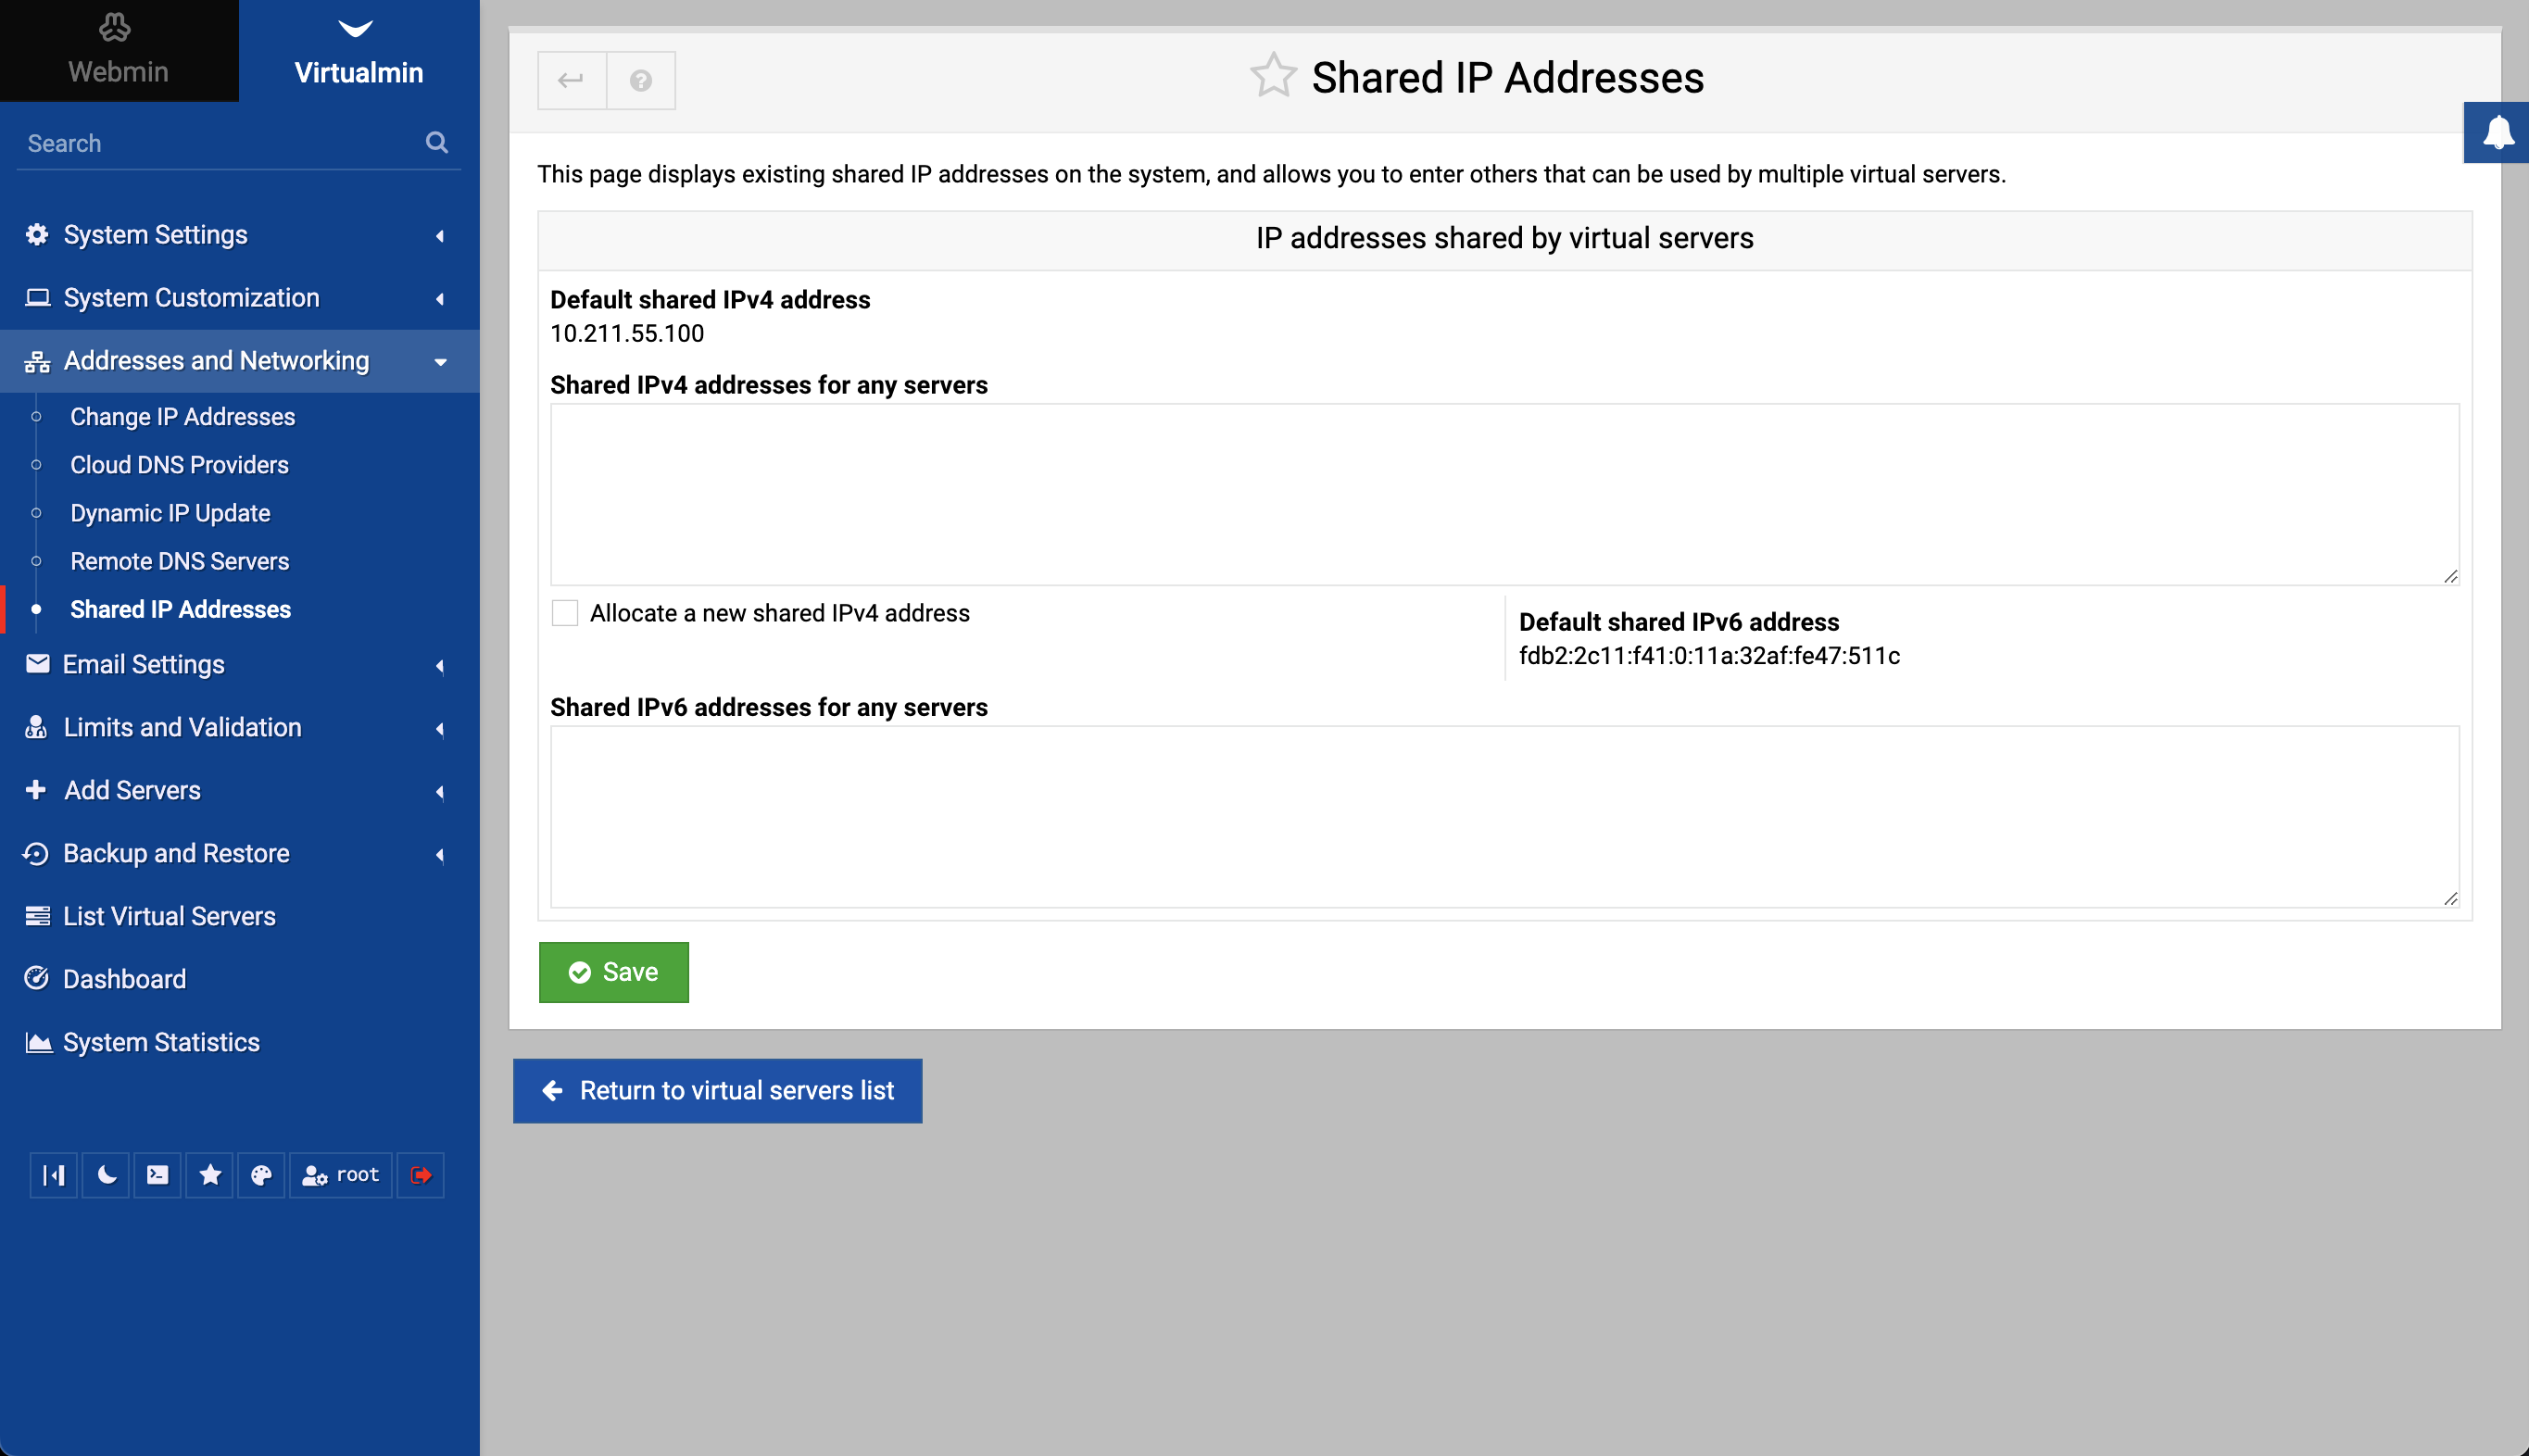 Webmin
Virtualmin
Search
System Settings
System Customization
Addresses and Networking
Change IP Addresses
Cloud DNS Providers
Dynamic IP Update
Remote DNS Servers
Shared IP Addresses
Email Settings
Limits and Validation
Add Servers
Backup and Restore
List Virtual Servers
Dashboard
System Statistics
root
Shared IP Addresses
This page displays existing shared IP addresses on the system, and allows you to enter others that can be used by multiple virtual servers.
IP addresses shared by virtual servers
Default shared IPv4 address
10.211.55.100
Shared IPv4 addresses for any servers
Allocate a new shared IPv4 address
Default shared IPv6 address
fdb2:2c11:f41:0:11a:32af:fe47:511c
Shared IPv6 addresses for any servers
Save
Return to virtual servers list